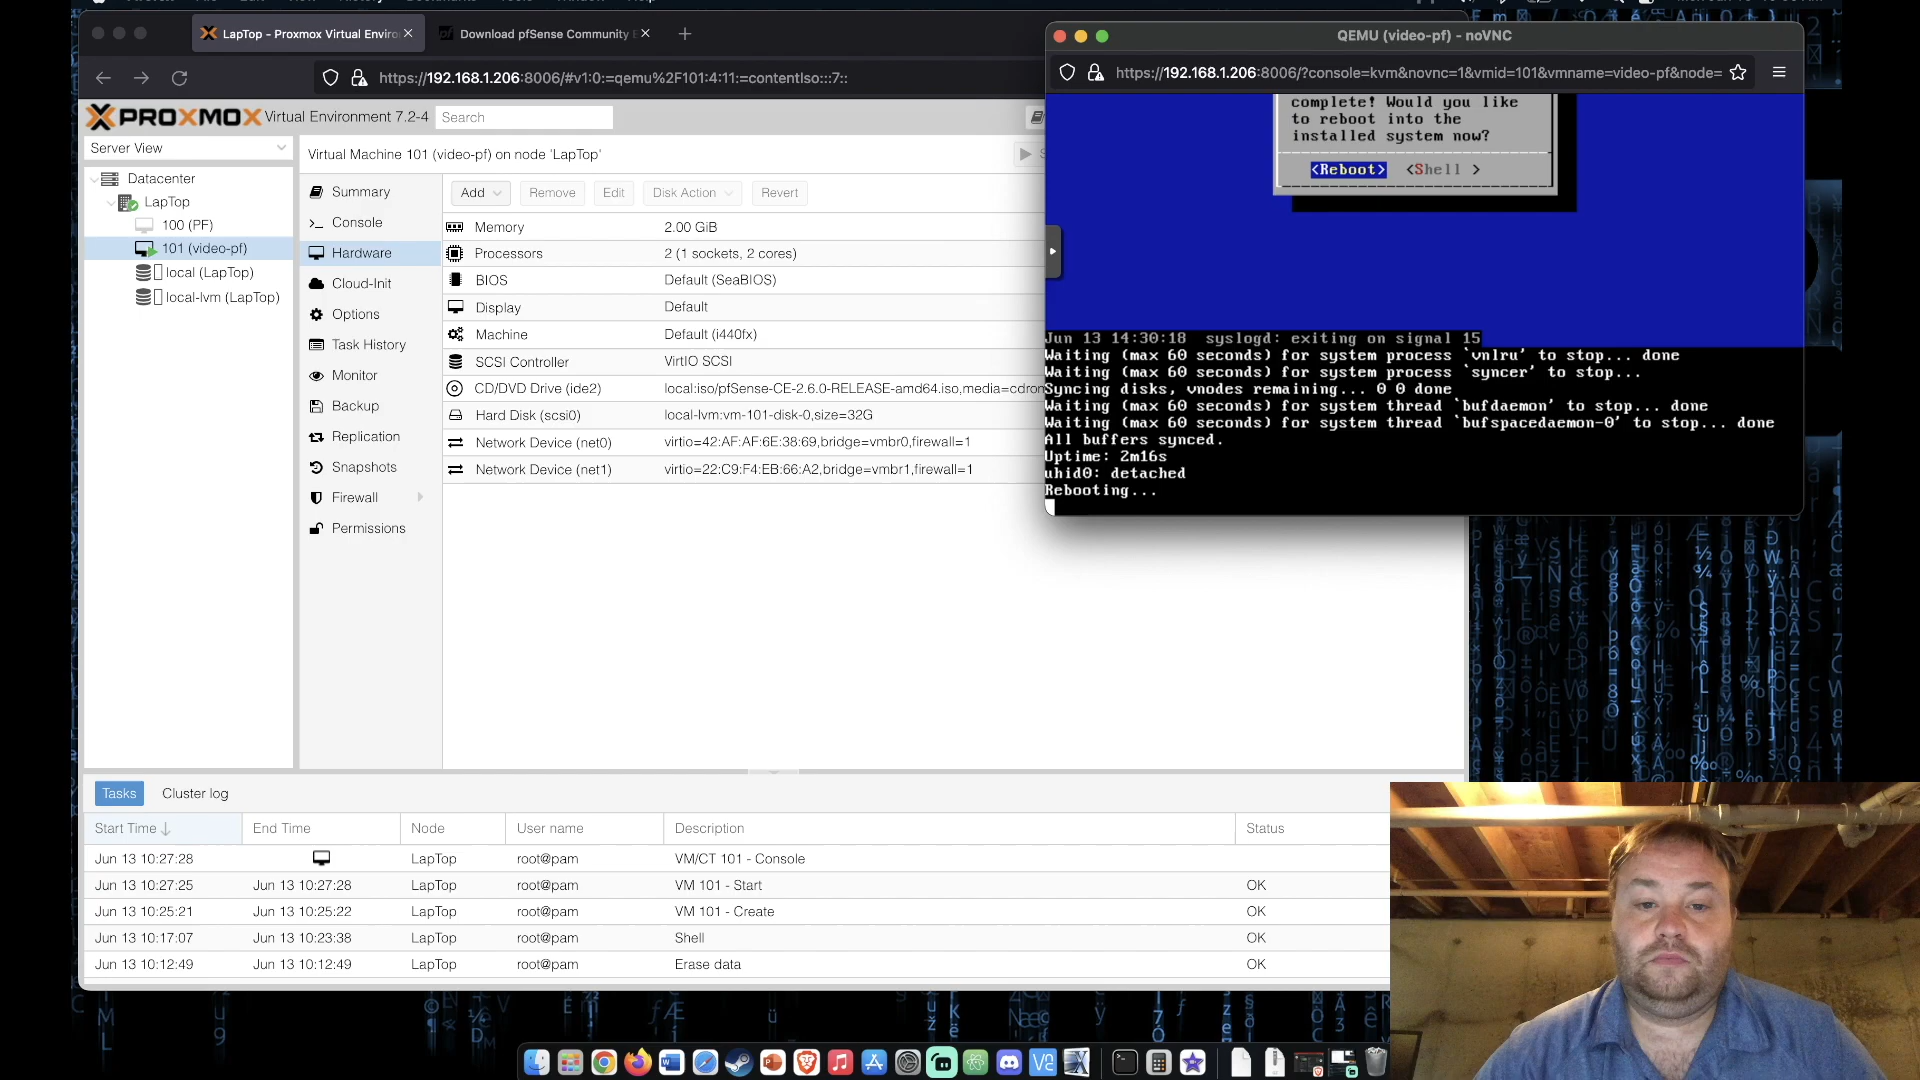 LapTop - Proxmox Virtual Enviro
Download pfSense Community E
https://192.168.1.206:8006/#v1:0:=qemu%2F101:4:11:=contentIso:::7::
PROXMOX Virtual Environment 7.2-4 Search
Server View
Datacenter
LapTop
100 (PF)
101 (video-pf)
local (LapTop)
local-lvm (LapTop)
Virtual Machine 101 (video-pf) on node 'LapTop'
Summary
Console
Hardware
Cloud-Init
Options
Task History
Monitor
Backup
Replication
Snapshots
Firewall
Permissions
Add Remove Edit Disk Action Revert
Memory 2.00 GiB
Processors 2 (1 sockets, 2 cores)
BIOS Default (SeaBIOS)
Display Default
Machine Default (i440fx)
SCSI Controller VirtIO SCSI
CD/DVD Drive (ide2) local:iso/pfSense-CE-2.6.0-RELEASE-amd64.iso,media=cdrom
Hard Disk (scsi0) local-lvm:vm-101-disk-0,size=32G
Network Device (net0) virtio=42:AF:AF:6E:38:69,bridge=vmbr0,firewall=1
Network Device (net1) virtio=22:C9:F4:EB:66:A2,bridge=vmbr1,firewall=1
QEMU (video-pf) - noVNC
https://192.168.1.206:8006/?console=kvm&novnc=1&vmid=101&vmname=video-pf&node=
complete! Would you like
to reboot into the
installed system now?
<Reboot> <Shell >
Jun 13 14:30:18 syslogd: exiting on signal 15
Waiting (max 60 seconds) for system process `vnlru' to stop... done
Waiting (max 60 seconds) for system process `syncer' to stop...
Syncing disks, vnodes remaining... 0 0 done
Waiting (max 60 seconds) for system thread `bufdaemon' to stop... done
Waiting (max 60 seconds) for system thread `bufspacedaemon-0' to stop... done
All buffers synced.
Uptime: 2m16s
uhid0: detached
Rebooting...
Tasks Cluster log
Start Time End Time Node User name Description Status
Jun 13 10:27:28 LapTop root@pam VM/CT 101 - Console
Jun 13 10:27:25 Jun 13 10:27:28 LapTop root@pam VM 101 - Start OK
Jun 13 10:25:21 Jun 13 10:25:22 LapTop root@pam VM 101 - Create OK
Jun 13 10:17:07 Jun 13 10:23:38 LapTop root@pam Shell OK
Jun 13 10:12:49 Jun 13 10:12:49 LapTop root@pam Erase data OK